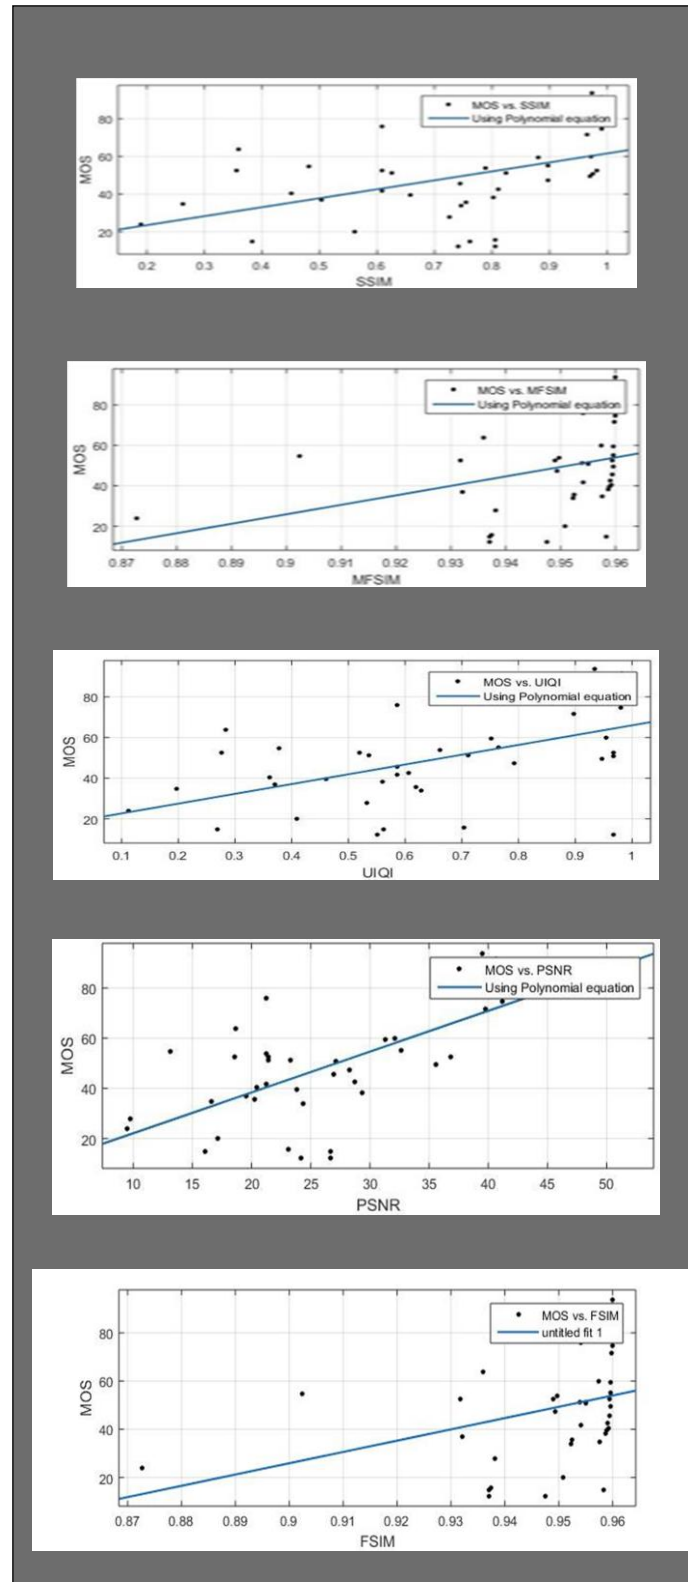 MOS vs. SSIM
Using Polynomial equation
80
60
40
20
MOS
0.2 0.3 0.4 0.5 0.6 0.7 0.8 0.9 1
SSIM
MOS vs. MFSIM
Using Polynomial equation
80
60
40
20
MOS
0.87 0.88 0.89 0.9 0.91 0.92 0.93 0.94 0.95 0.96
MFSIM
MOS vs. UIQI
Using Polynomial equation
80
60
40
20
MOS
0.1 0.2 0.3 0.4 0.5 0.6 0.7 0.8 0.9 1
UIQI
MOS vs. PSNR
Using Polynomial equation
80
60
40
20
MOS
10 15 20 25 30 35 40 45 50
PSNR
MOS vs. FSIM
untitled fit 1
80
60
40
20
MOS
0.87 0.88 0.89 0.9 0.91 0.92 0.93 0.94 0.95 0.96
FSIM